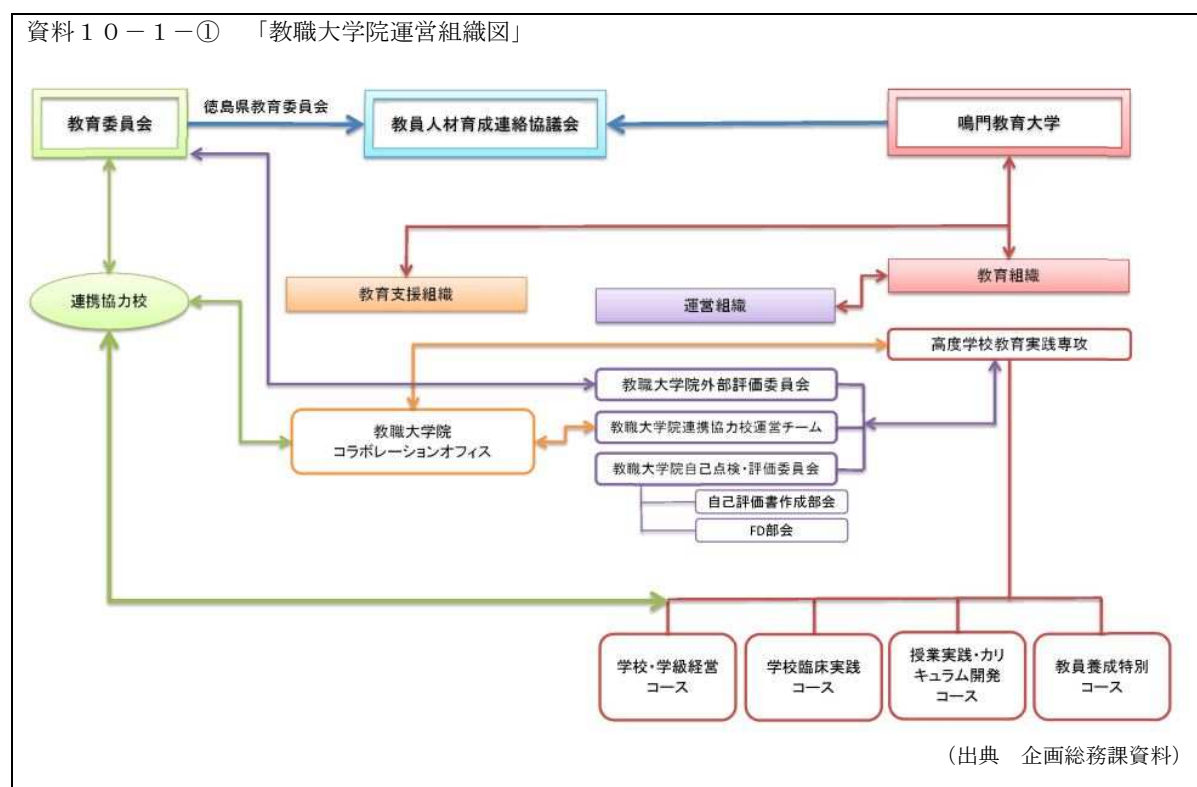 資料１０－１－① 「教職大学院運営組織図」
教育委員会
徳島県教育委員会
教員人材育成連絡協議会
鳴門教育大学
教育支援組織
教育組織
連携協力校
運営組織
高度学校教育実践専攻
教職大学院外部評価委員会
教職大学院
コラボレーションオフィス
教職大学院連携協力校運営チーム
教職大学院自己点検・評価委員会
自己評価書作成部会
FD部会
学校・学級経営
コース
学校臨床実践
コース
授業実践・カリ
キュラム開発
コース
教員養成特別
コース
（出典 企画総務課資料）